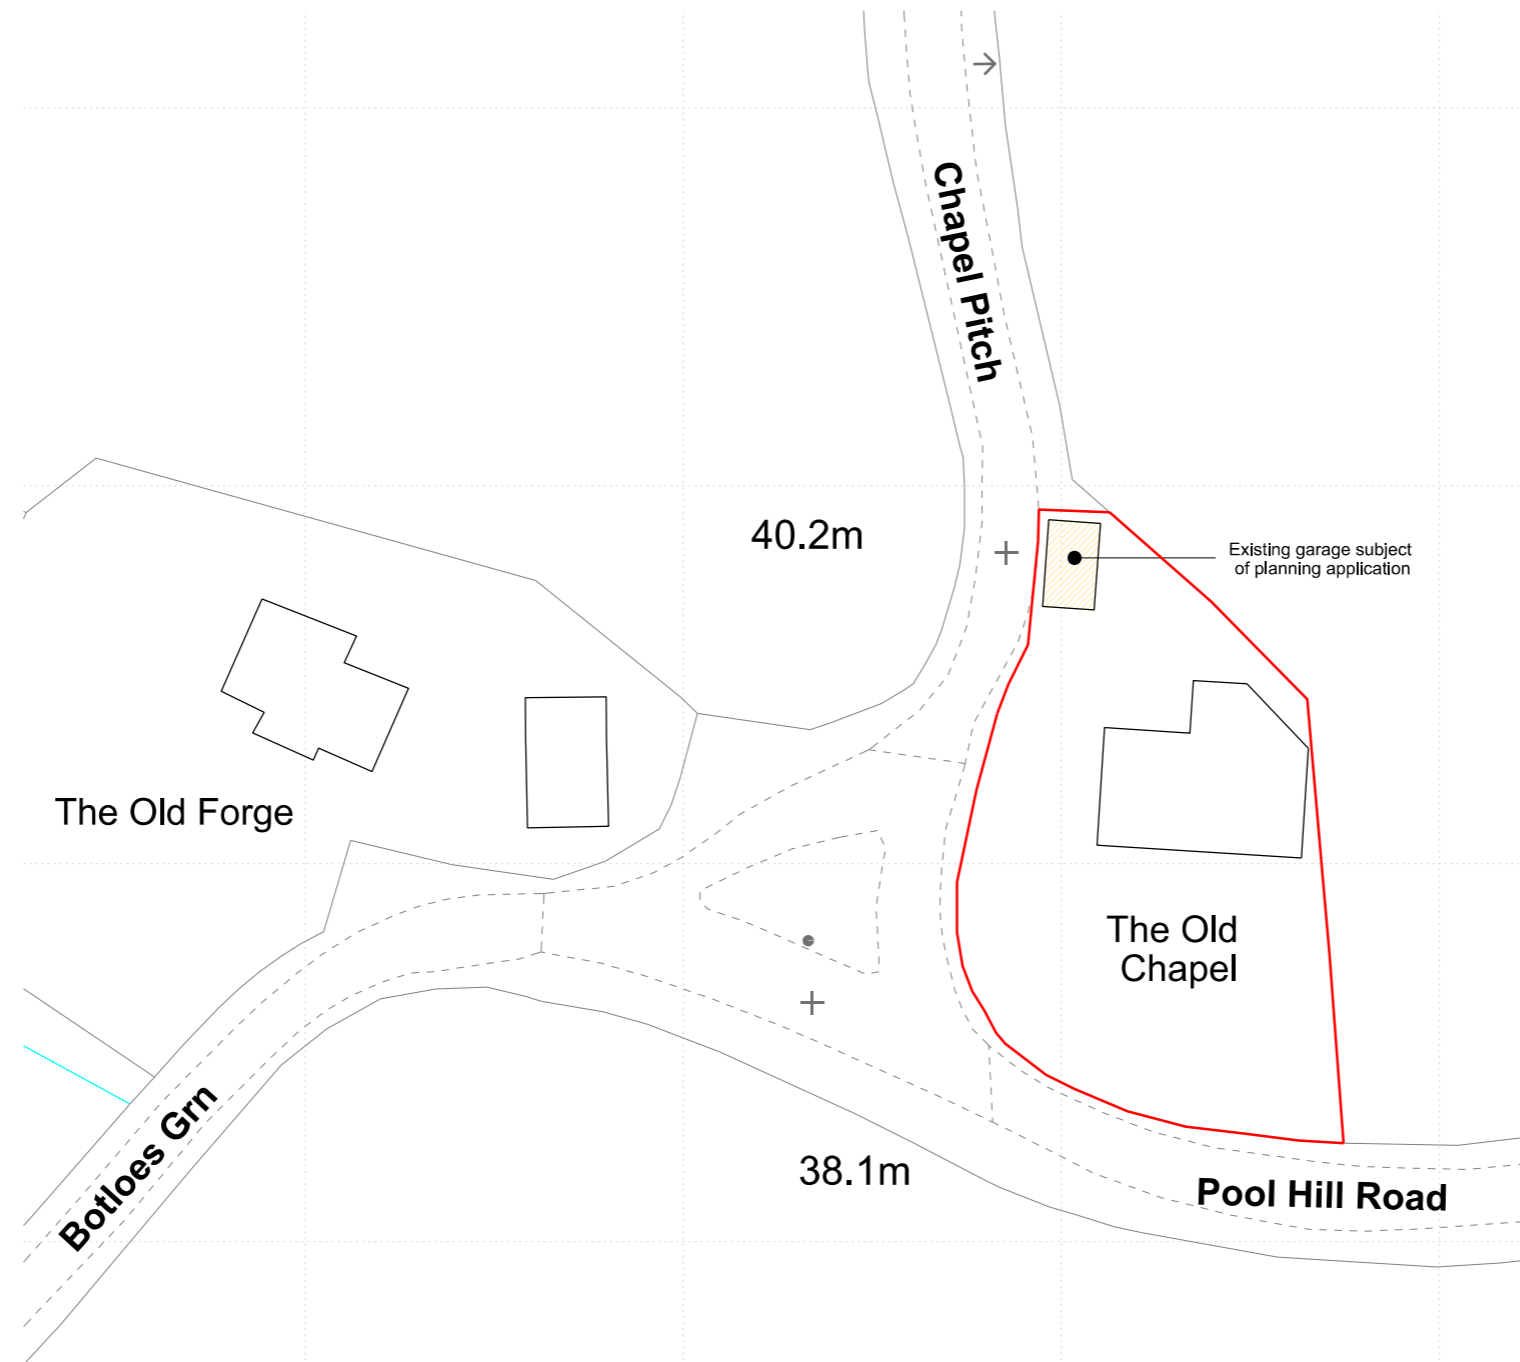 Chapel Pitch
40.2m
Existing garage subject
of planning application
The Old Forge
The Old
Chapel
Botloes Grn
38.1m
Pool Hill Road